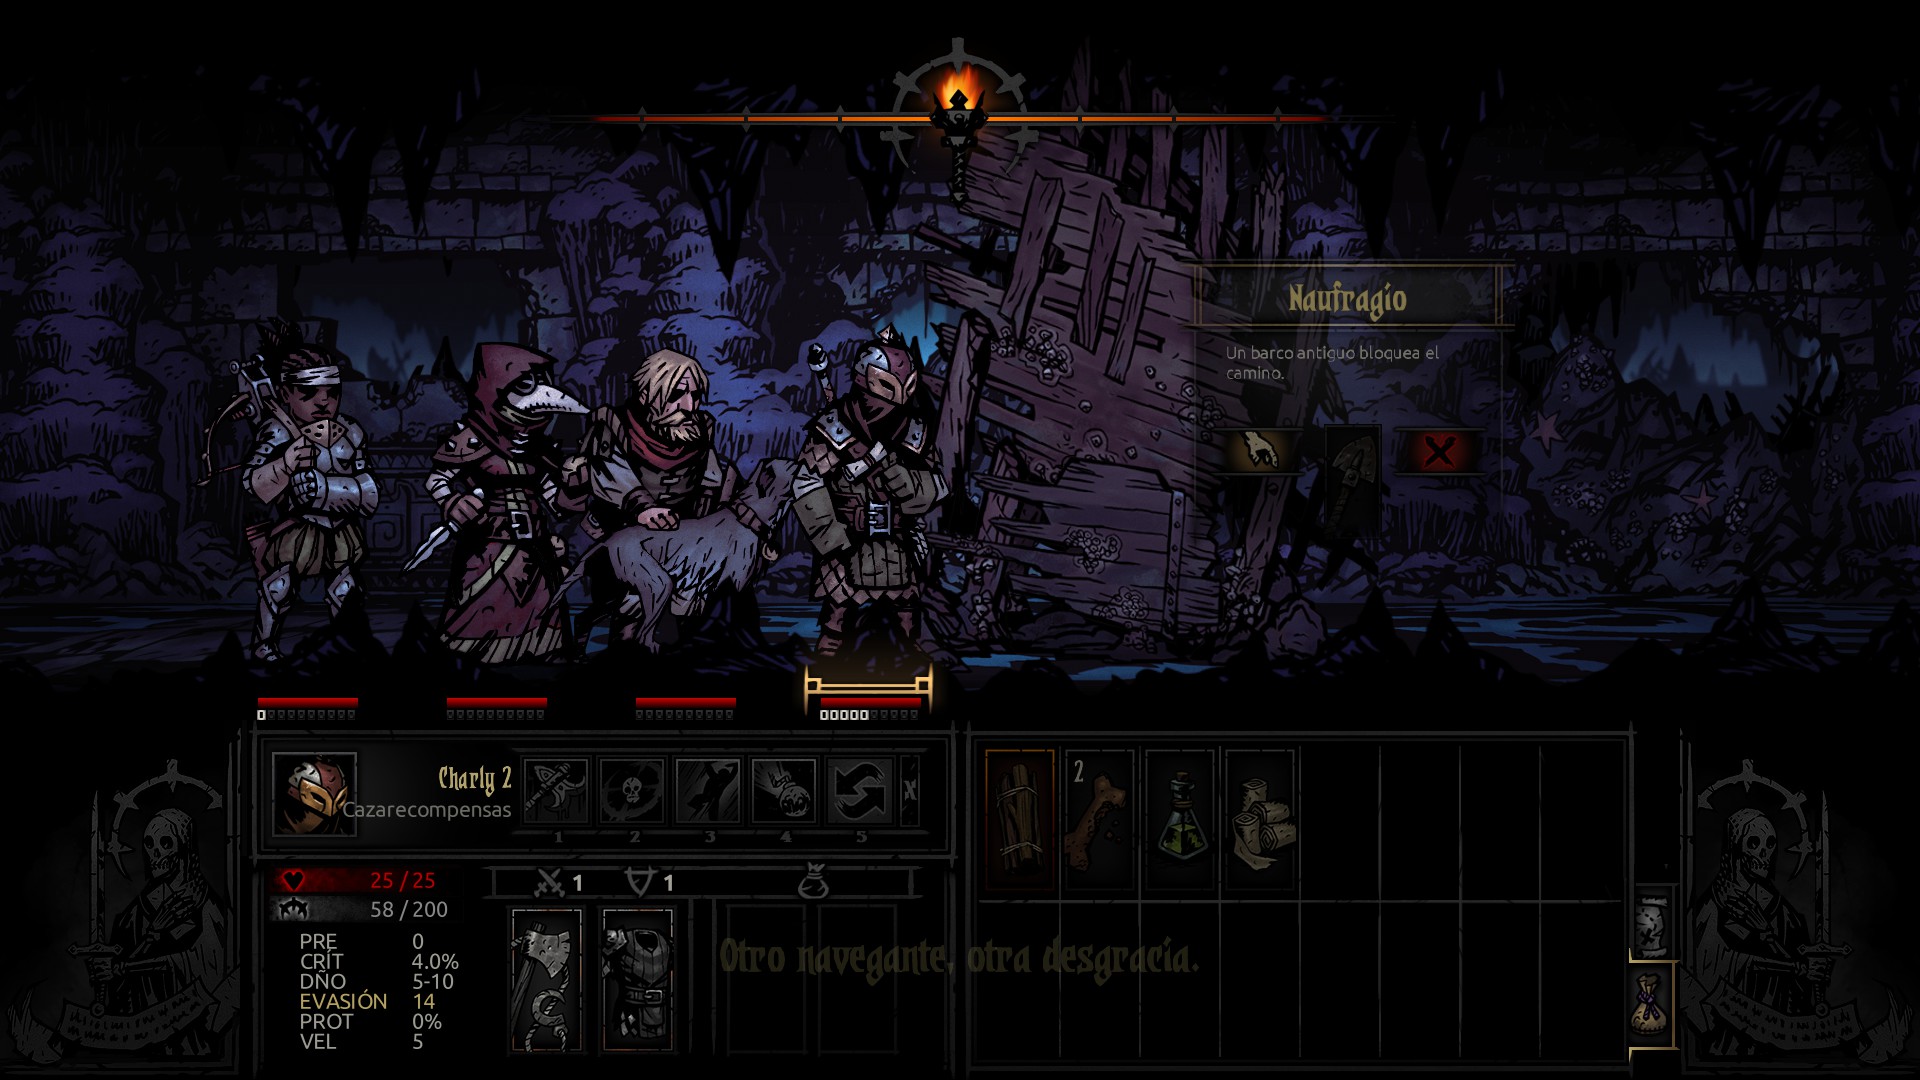 Naufragio
Un barco antiguo bloquea el
camino.
2
Charly 2
Cazarecompensas
1 2 3 4 5
25 / 25
58 / 200
1 1
PRE 0
CRÍT 4.0%
DÑO 5-10
EVASIÓN 14
PROT 0%
VEL 5
Otro navegante, otra desgracia.